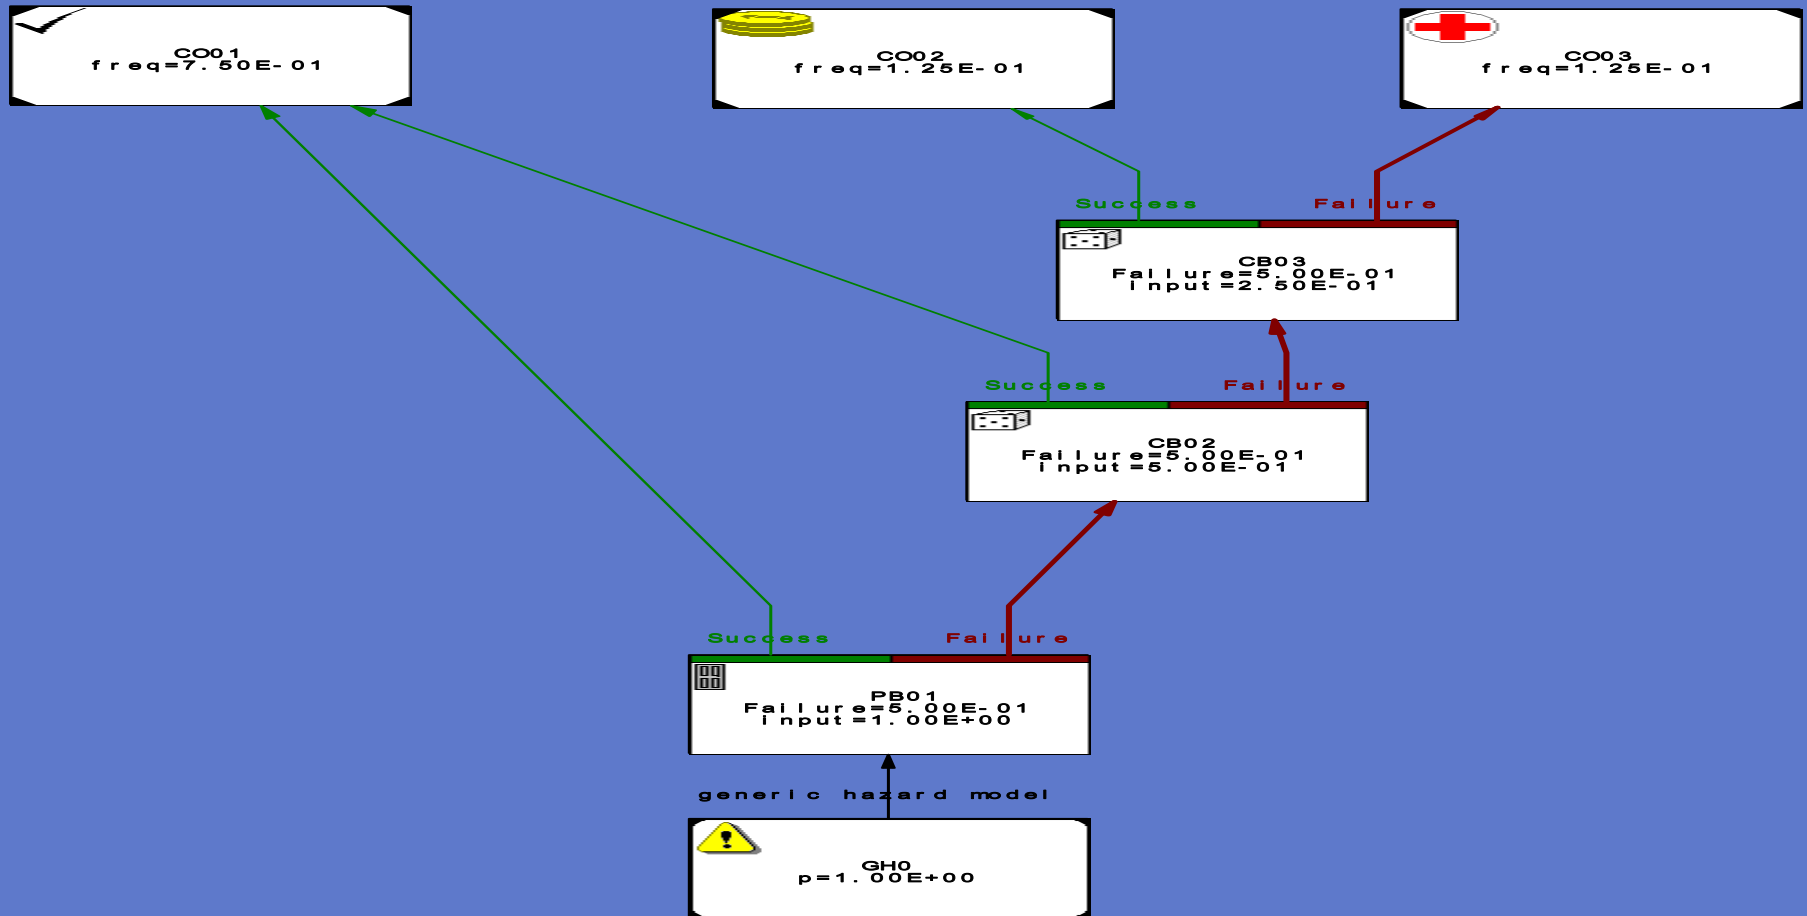 CO01
freq=7.50E-01
CO02
freq=1.25E-01
CO03
freq=1.25E-01
Success
Failure
CB03
Failure=5.00E-01
input=2.50E-01
Success
Failure
CB02
Failure=5.00E-01
input=5.00E-01
Success
Failure
PB01
Failure=5.00E-01
input=1.00E+00
generic hazard model
GH0
p=1.00E+00